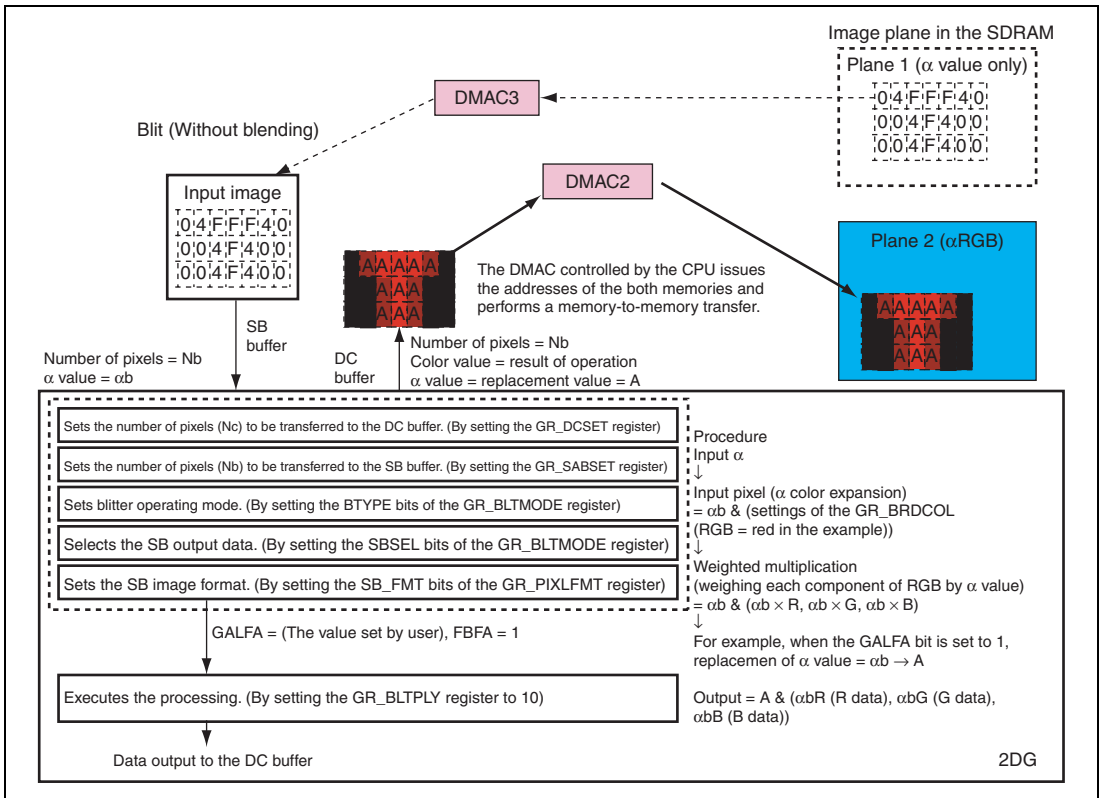 Image plane in the SDRAM
Plane 1 (α value only)
0 4 F F F 4 0
0 0 4 F 4 0 0
0 0 4 F 4 0 0
DMAC3
Blit (Without blending)
Input image
0 4 F F F 4 0
0 0 4 F 4 0 0
0 0 4 F 4 0 0
DMAC2
Plane 2 (αRGB)
A A A A A
A A A
A A A
The DMAC controlled by the CPU issues
the addresses of the both memories and
performs a memory-to-memory transfer.
A A A A A
A A A
A A A
SB
buffer
Number of pixels = Nb
α value = αb
DC
buffer
Number of pixels = Nb
Color value = result of operation
α value = replacement value = A
Sets the number of pixels (Nc) to be transferred to the DC buffer. (By setting the GR_DCSET register)
Sets the number of pixels (Nb) to be transferred to the SB buffer. (By setting the GR_SABSET register)
Sets blitter operating mode. (By setting the BTYPE bits of the GR_BLTMODE register)
Selects the SB output data. (By setting the SBSEL bits of the GR_BLTMODE register)
Sets the SB image format. (By setting the SB_FMT bits of the GR_PIXLFMT register)
GALFA = (The value set by user), FBFA = 1
Executes the processing. (By setting the GR_BLTPLY register to 10)
Data output to the DC buffer
Procedure
Input α
↓
Input pixel (α color expansion)
= αb & (settings of the GR_BRDCOL
(RGB = red in the example))
↓
Weighted multiplication
(weighing each component of RGB by α value)
= αb & (αb × R, αb × G, αb × B)
↓
For example, when the GALFA bit is set to 1,
replacemen of α value = αb → A
Output = A & (αbR (R data), αbG (G data),
αbB (B data))
2DG